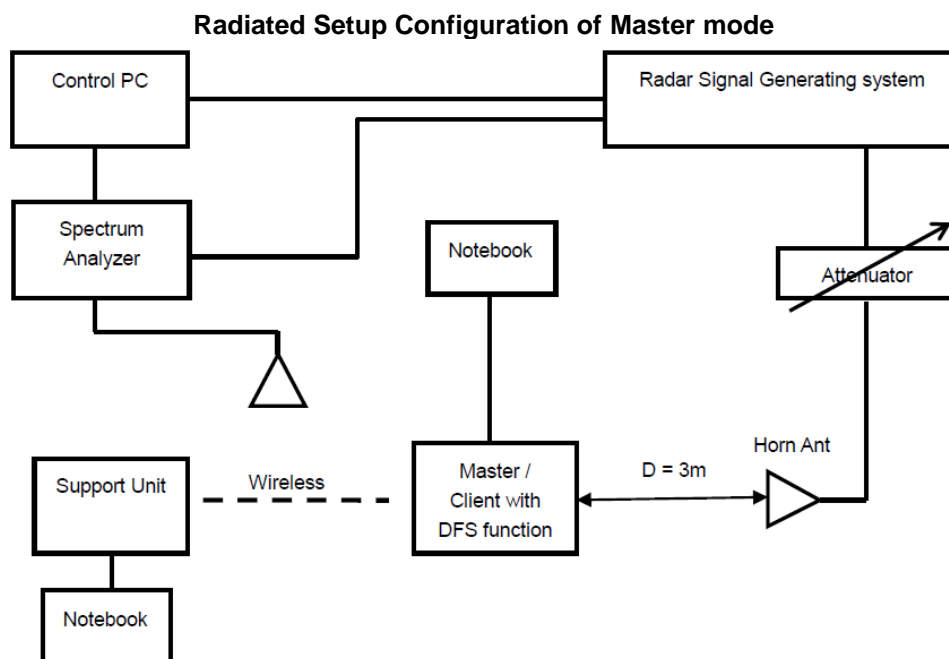 Radiated Setup Configuration of Master mode
Control PC
Radar Signal Generating system
Spectrum
Analyzer
Notebook
Attenuator
Horn Ant
Support Unit
Wireless
Master /
Client with
DFS function
D = 3m
Notebook